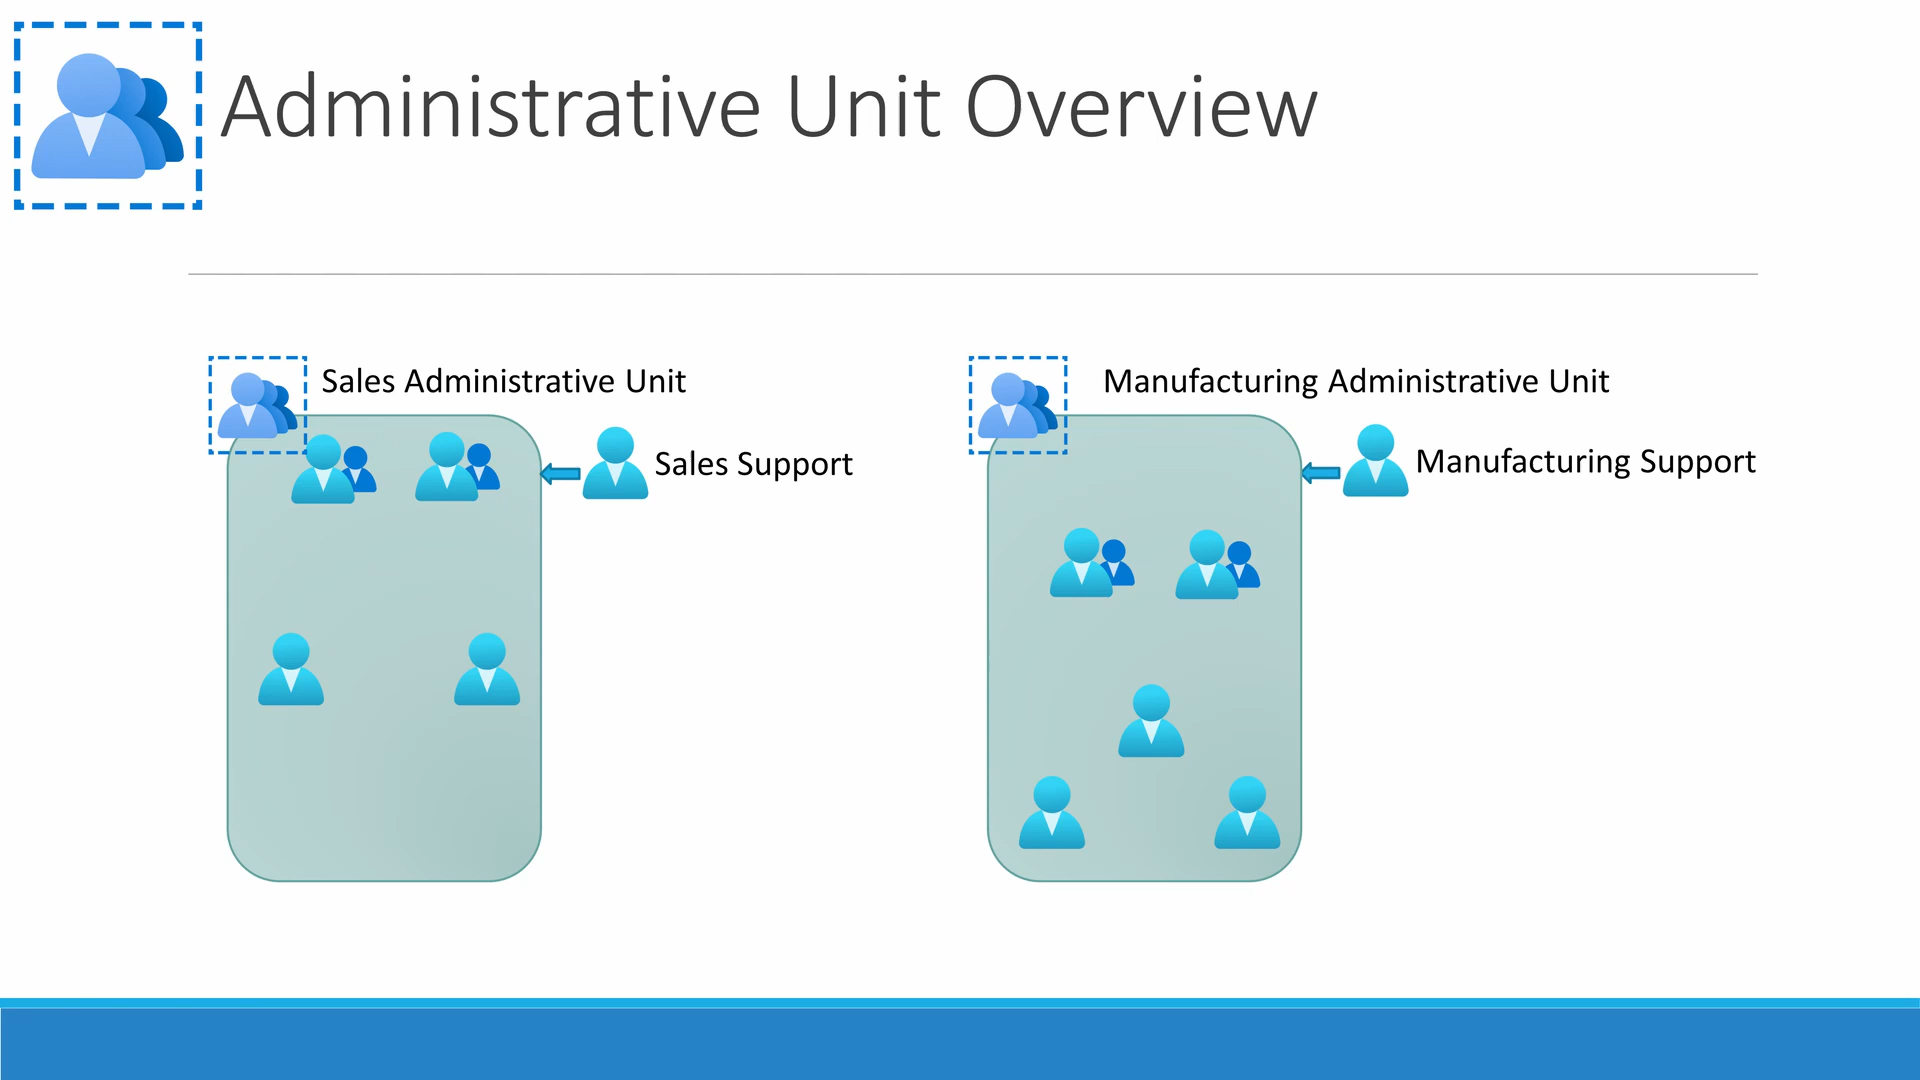 Administrative Unit Overview
Sales Administrative Unit
Sales Support
Manufacturing Administrative Unit
Manufacturing Support